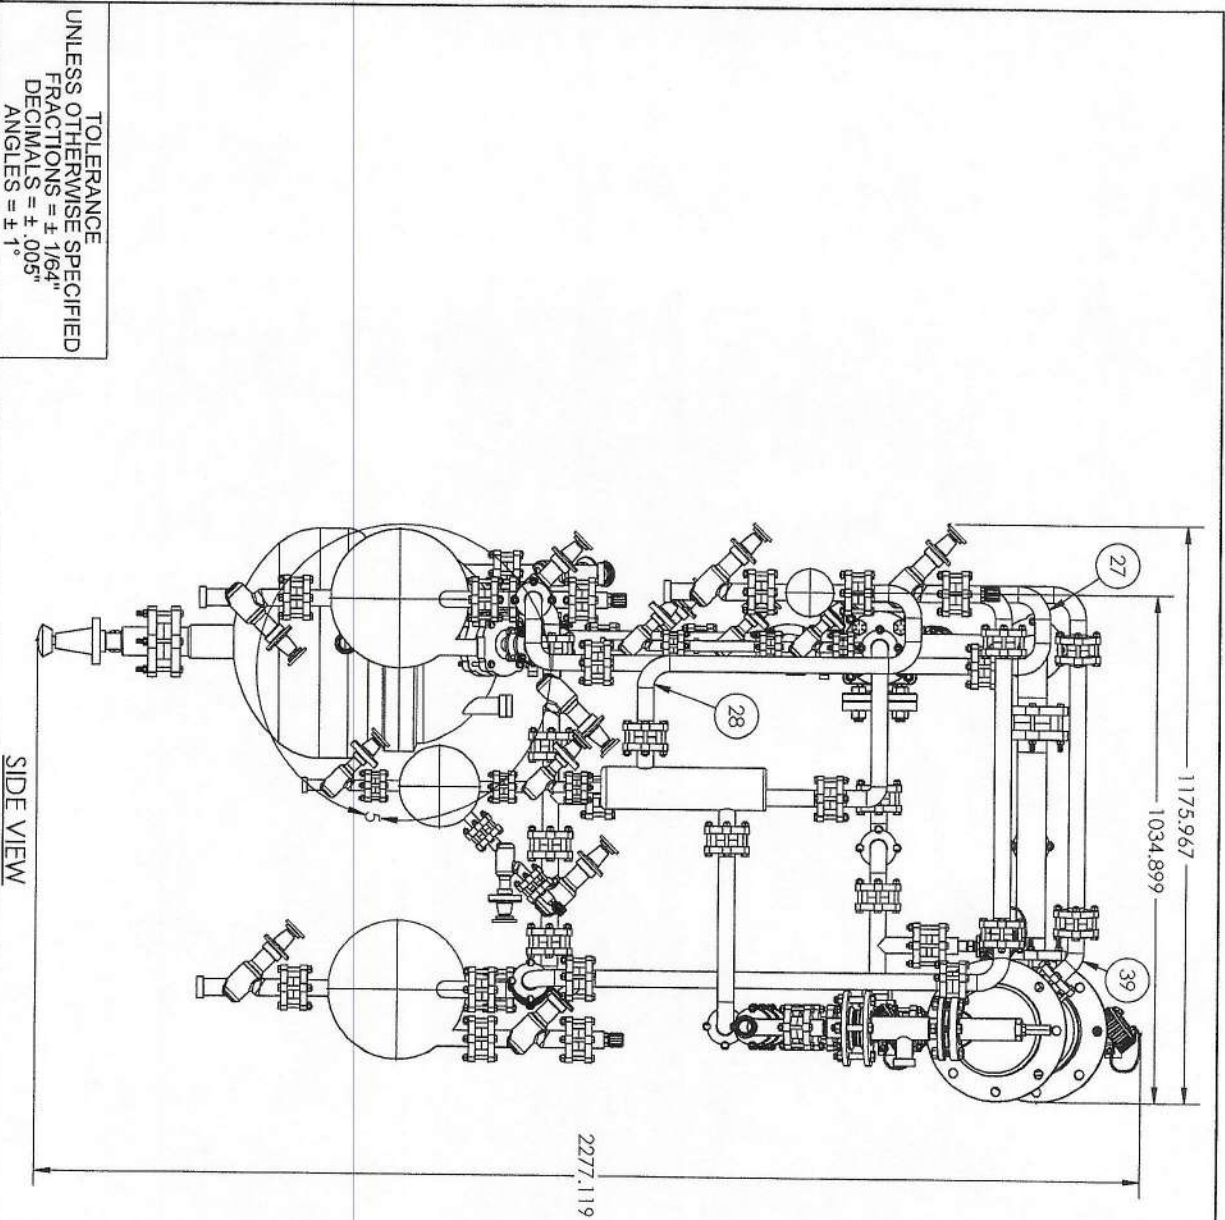 TOLERANCE
UNLESS OTHERWISE SPECIFIED
FRACTIONS = ± 1/64"
DECIMALS = ± .005"
ANGLES = ± 1°
1175.967
1034.899
27
28
39
5
2277.119
SIDE VIEW